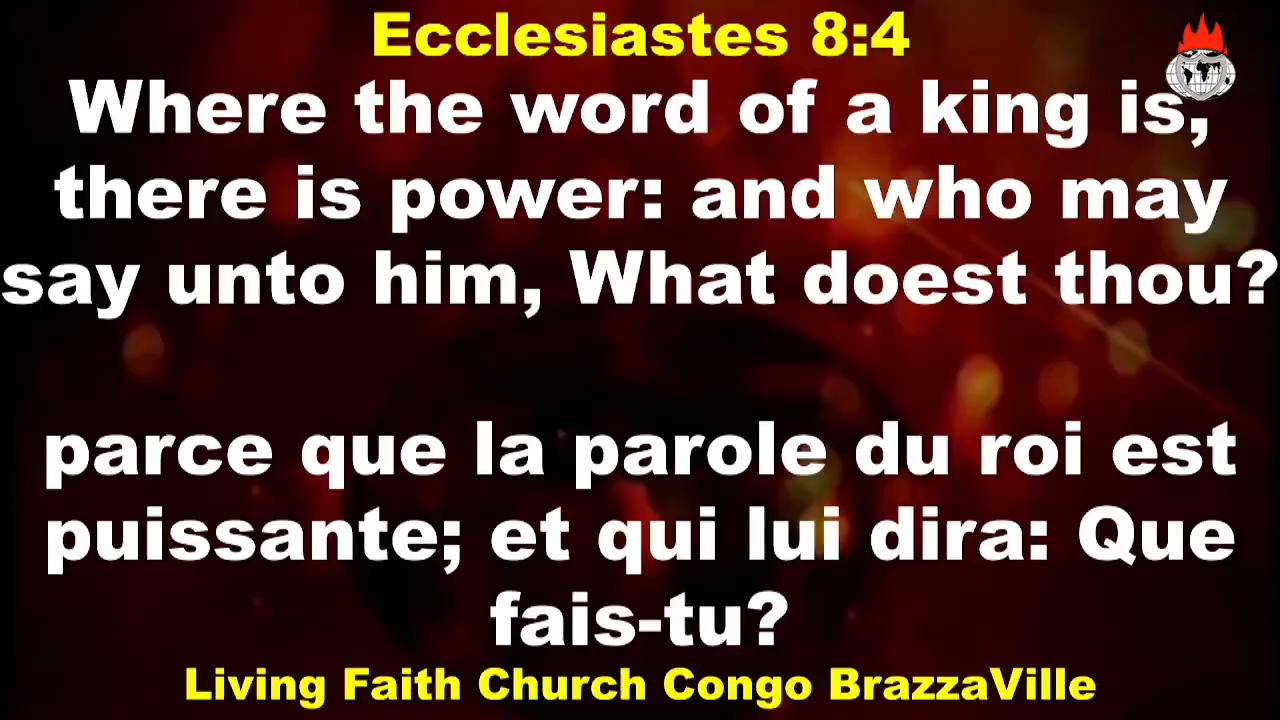 Ecclesiastes 8:4
Where the word of a king is,
there is power: and who may
say unto him, What doest thou?
parce que la parole du roi est
puissante; et qui lui dira: Que
fais-tu?
Living Faith Church Congo BrazzaVille